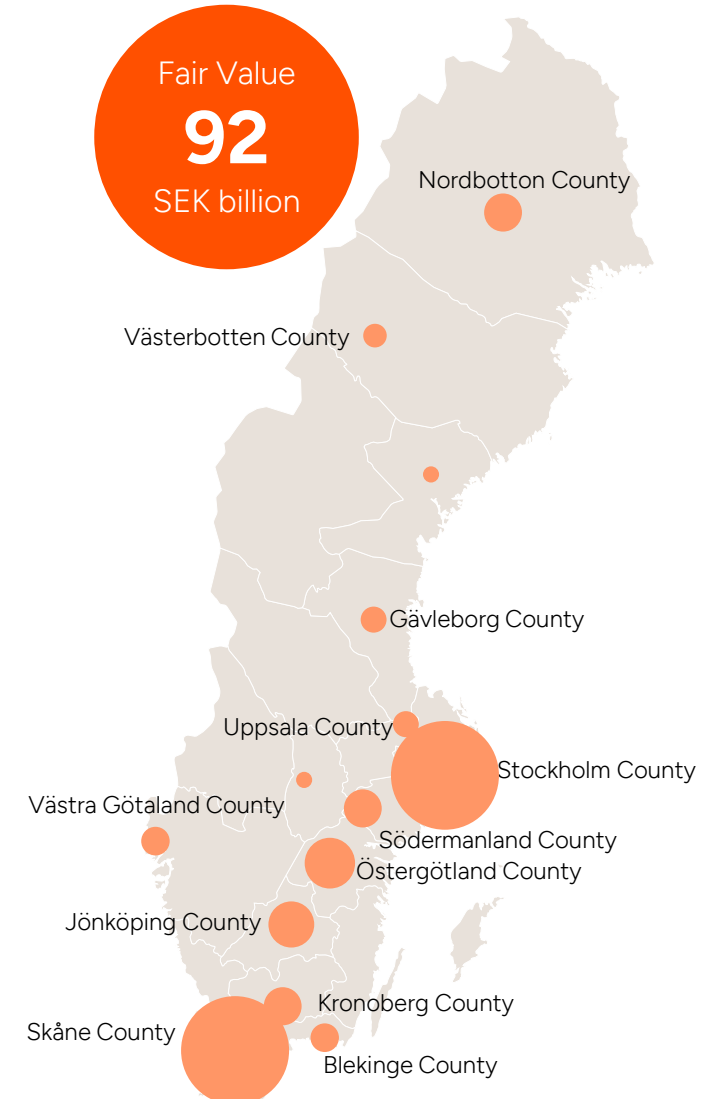 Fair Value
92
SEK billion
Nordbotton County
Västerbotten County
Gävleborg County
Uppsala County
Stockholm County
Västra Götaland County
Södermanland County
Östergötland County
Jönköping County
Kronoberg County
Skåne County
Blekinge County